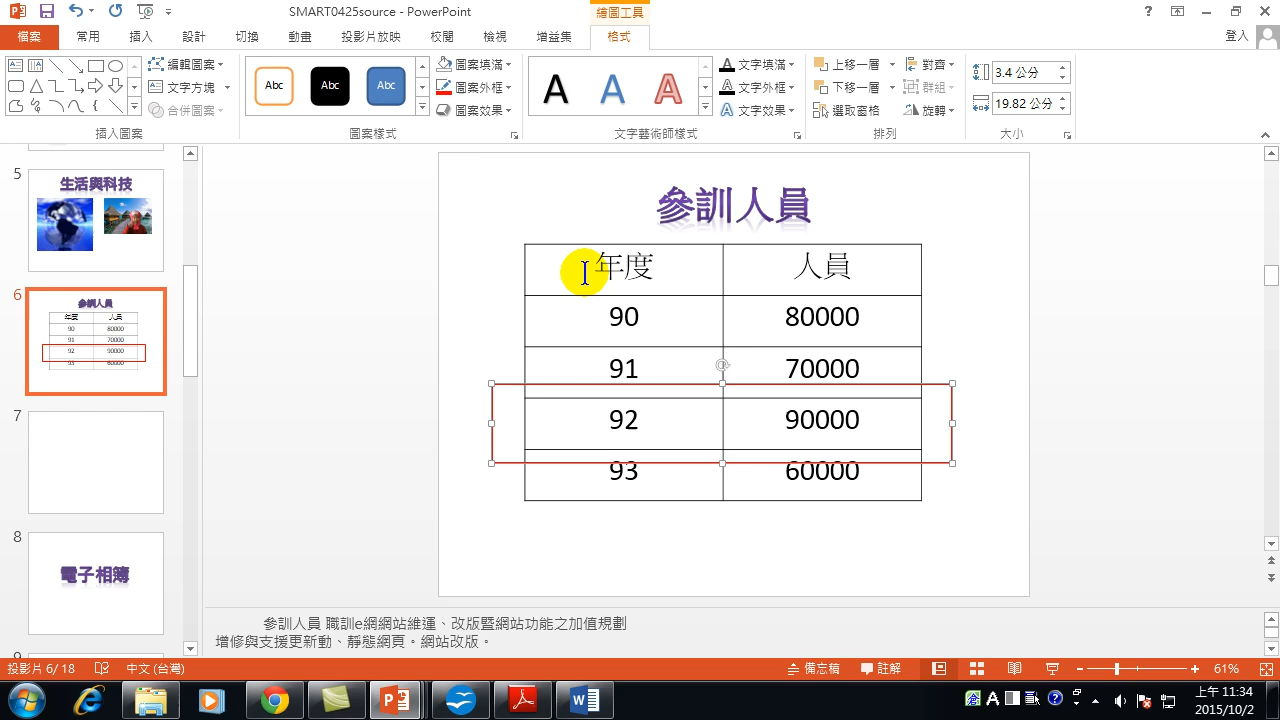 SMART0425source - PowerPoint
繪圖工具
檔案 常用 插入 設計 切換 動畫 投影片放映 校閱 檢視 增益集 格式 登入
編輯圖案 Abc Abc Abc 圖案填滿 A A A 文字填滿 上移一層 對齊 3.4 公分
文字方塊 圖案外框 文字外框 下移一層 群組 19.82 公分
合併圖案 圖案效果 文字效果 選取窗格 旋轉
插入圖案 圖案樣式 文字藝術師樣式 排列 大小
5
生活與科技
6
參訓人員
年度 人員
90 80000
91 70000
92 90000
93 60000
7
8
電子相簿
9
參訓人員
年度 人員
90 80000
91 70000
92 90000
93 60000
參訓人員 職訓e網網站維運、改版暨網站功能之加值規劃
增修與支援更新動、靜態網頁。網站改版。
投影片 6/18 中文 (台灣) 備忘稿 註解 61%
上午 11:34
2015/10/2